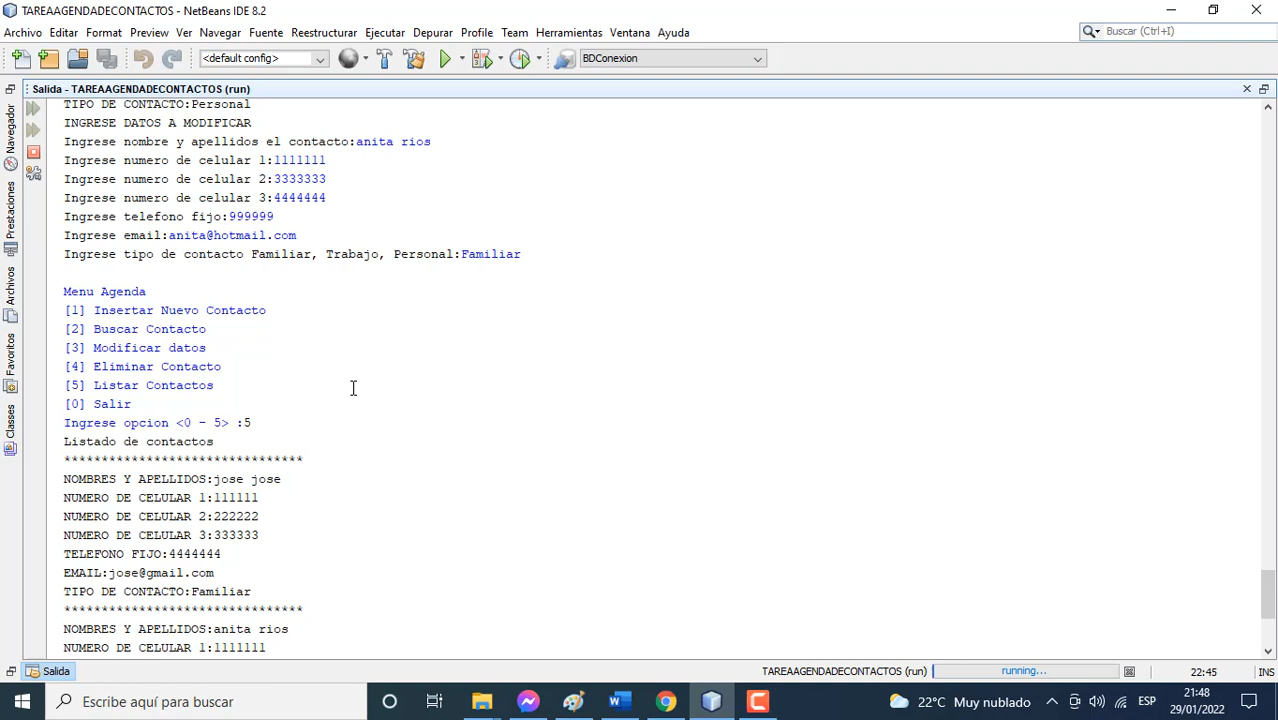 TAREAAGENDADECONTACTOS - NetBeans IDE 8.2
Archivo Editar Format Preview Ver Navegar Fuente Reestructurar Ejecutar Depurar Profile Team Herramientas Ventana Ayuda
Buscar (Ctrl+I)
<default config>
BDConexion
Salida - TAREAAGENDADECONTACTOS (run)
Navegador
Prestaciones
Archivos
Favoritos
Classes
TIPO DE CONTACTO:Personal
INGRESE DATOS A MODIFICAR
Ingrese nombre y apellidos el contacto:anita rios
Ingrese numero de celular 1:1111111
Ingrese numero de celular 2:3333333
Ingrese numero de celular 3:4444444
Ingrese telefono fijo:999999
Ingrese email:anita@hotmail.com
Ingrese tipo de contacto Familiar, Trabajo, Personal:Familiar
Menu Agenda
[1] Insertar Nuevo Contacto
[2] Buscar Contacto
[3] Modificar datos
[4] Eliminar Contacto
[5] Listar Contactos
[0] Salir
Ingrese opcion <0 - 5> :5
Listado de contactos
********************************
NOMBRES Y APELLIDOS:jose jose
NUMERO DE CELULAR 1:111111
NUMERO DE CELULAR 2:222222
NUMERO DE CELULAR 3:333333
TELEFONO FIJO:4444444
EMAIL:jose@gmail.com
TIPO DE CONTACTO:Familiar
********************************
NOMBRES Y APELLIDOS:anita rios
NUMERO DE CELULAR 1:1111111
Salida
TAREAAGENDADECONTACTOS (run)
running...
22:45
INS
Escribe aquí para buscar
22°C Muy nublado
ESP
21:48
29/01/2022